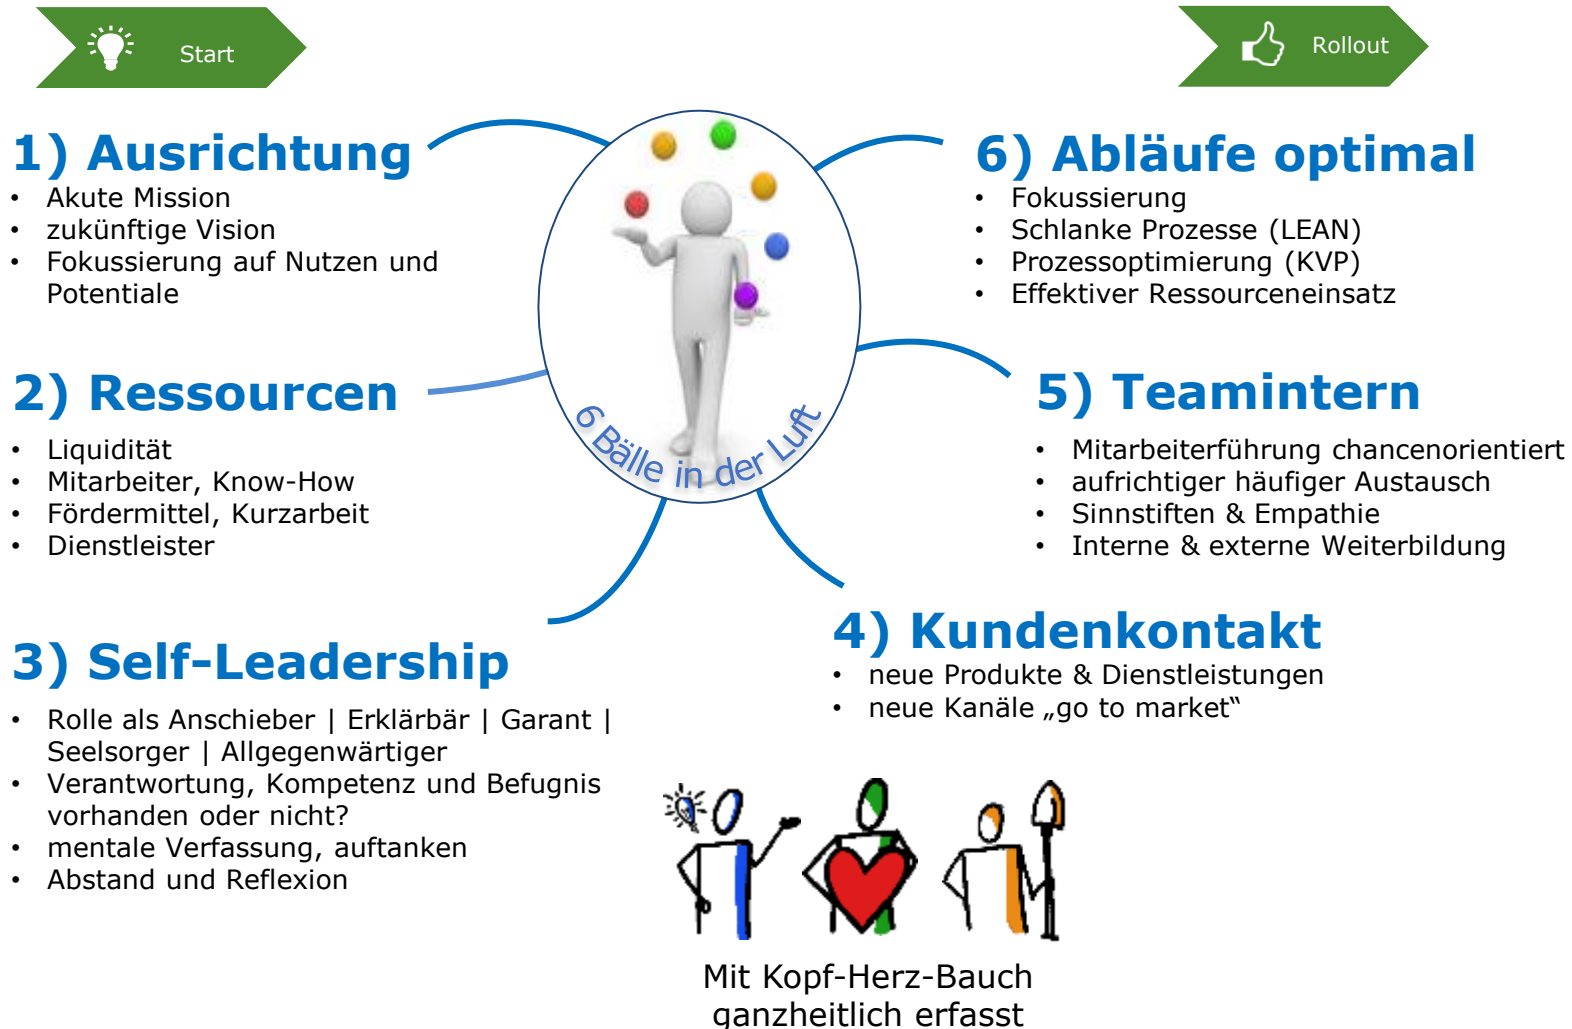 Start
Rollout
1) Ausrichtung
• Akute Mission
• zukünftige Vision
• Fokussierung auf Nutzen und
Potentiale
2) Ressourcen
• Liquidität
• Mitarbeiter, Know-How
• Fördermittel, Kurzarbeit
• Dienstleister
3) Self-Leadership
• Rolle als Anschieber | Erklärbär | Garant |
Seelsorger | Allgegenwärtiger
• Verantwortung, Kompetenz und Befugnis
vorhanden oder nicht?
• mentale Verfassung, auftanken
• Abstand und Reflexion
6 Bälle in der Luft
6) Abläufe optimal
• Fokussierung
• Schlanke Prozesse (LEAN)
• Prozessoptimierung (KVP)
• Effektiver Ressourceneinsatz
5) Teamintern
• Mitarbeiterführung chancenorientiert
• aufrichtiger häufiger Austausch
• Sinnstiften & Empathie
• Interne & externe Weiterbildung
4) Kundenkontakt
• neue Produkte & Dienstleistungen
• neue Kanäle „go to market“
Mit Kopf-Herz-Bauch
ganzheitlich erfasst